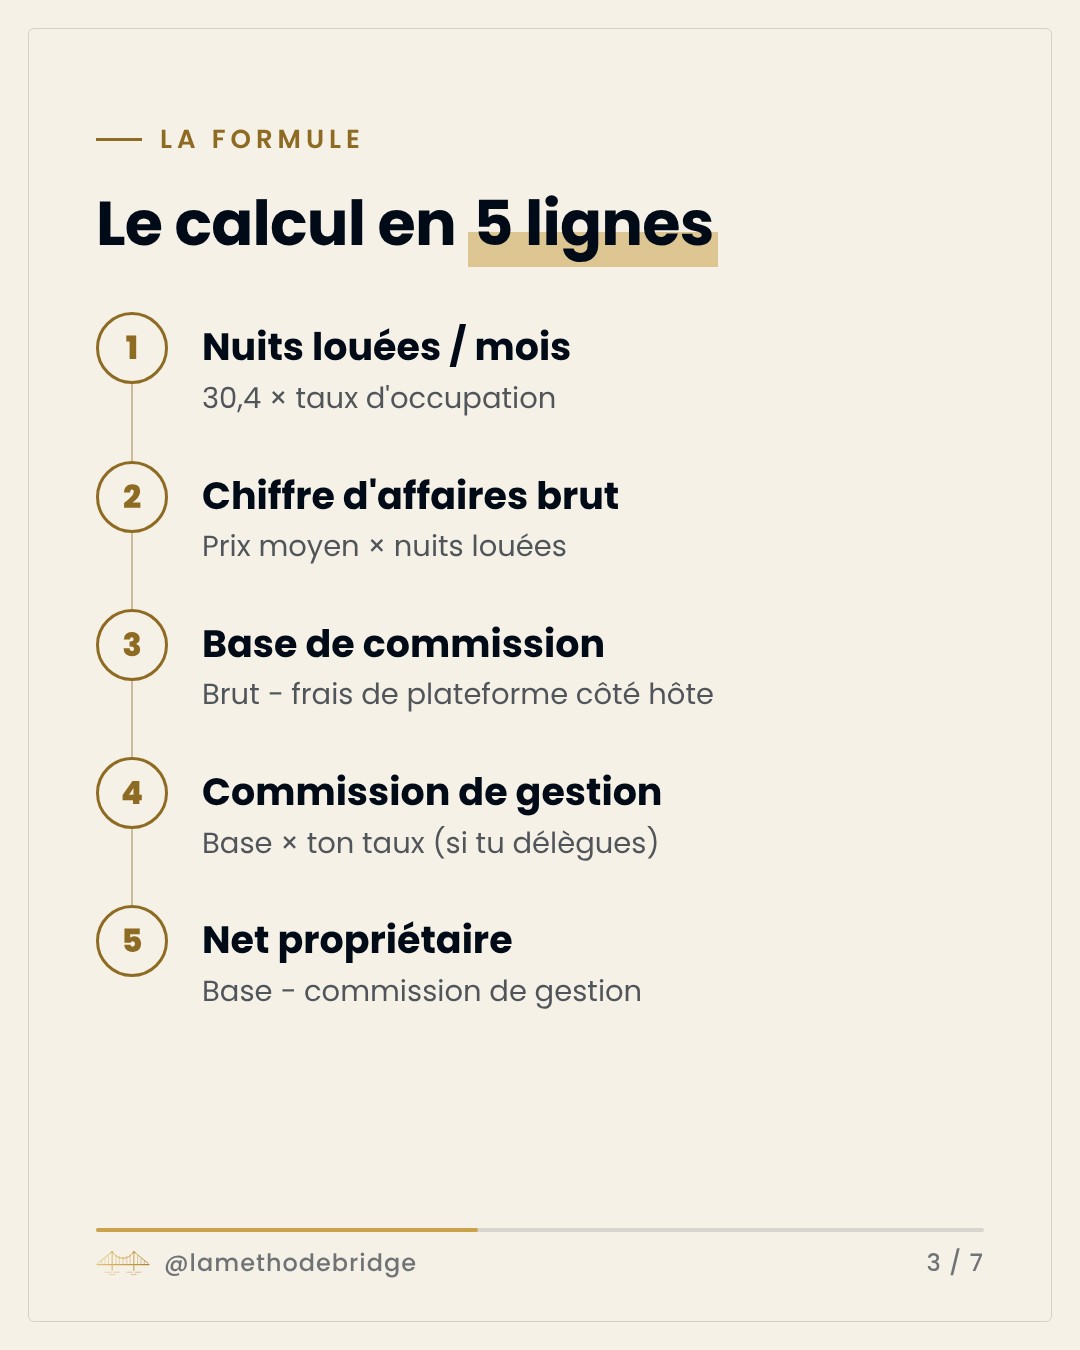 LA FORMULE
Le calcul en 5 lignes
1
Nuits louées / mois
30,4 × taux d'occupation
2
Chiffre d'affaires brut
Prix moyen × nuits louées
3
Base de commission
Brut - frais de plateforme côté hôte
4
Commission de gestion
Base × ton taux (si tu délègues)
5
Net propriétaire
Base - commission de gestion
@lamethodebridge
3 / 7